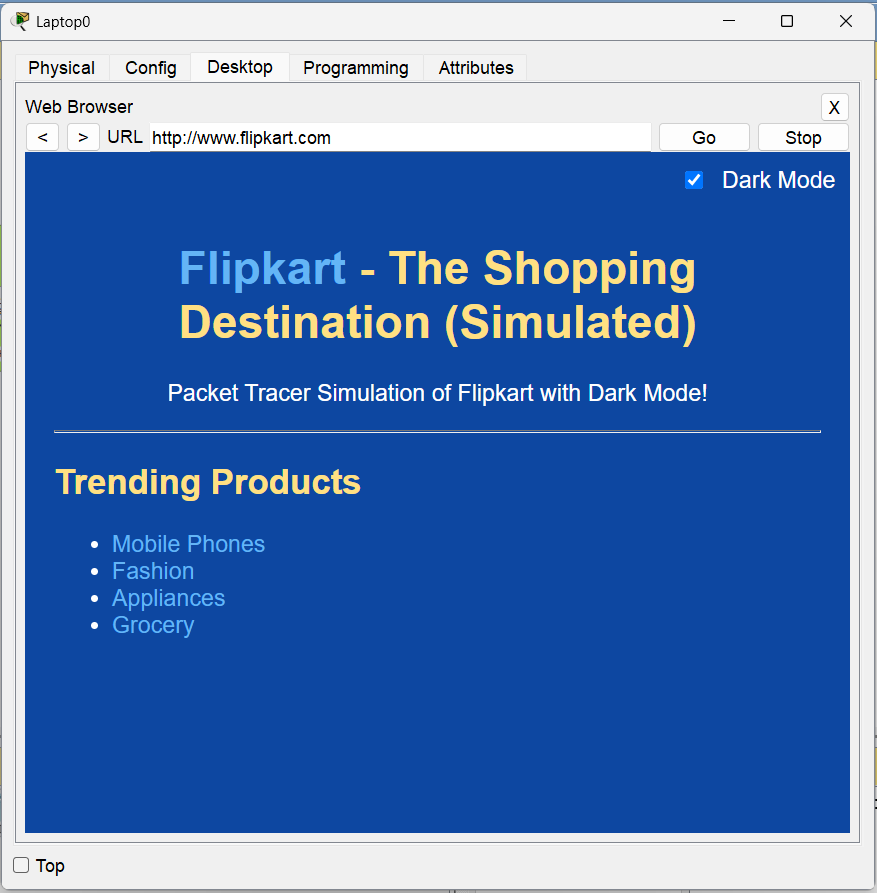 Laptop0
Physical Config Desktop Programming Attributes
Web Browser X
< > URL http://www.flipkart.com Go Stop
Dark Mode
Flipkart - The Shopping
Destination (Simulated)
Packet Tracer Simulation of Flipkart with Dark Mode!
Trending Products
Mobile Phones
Fashion
Appliances
Grocery
Top